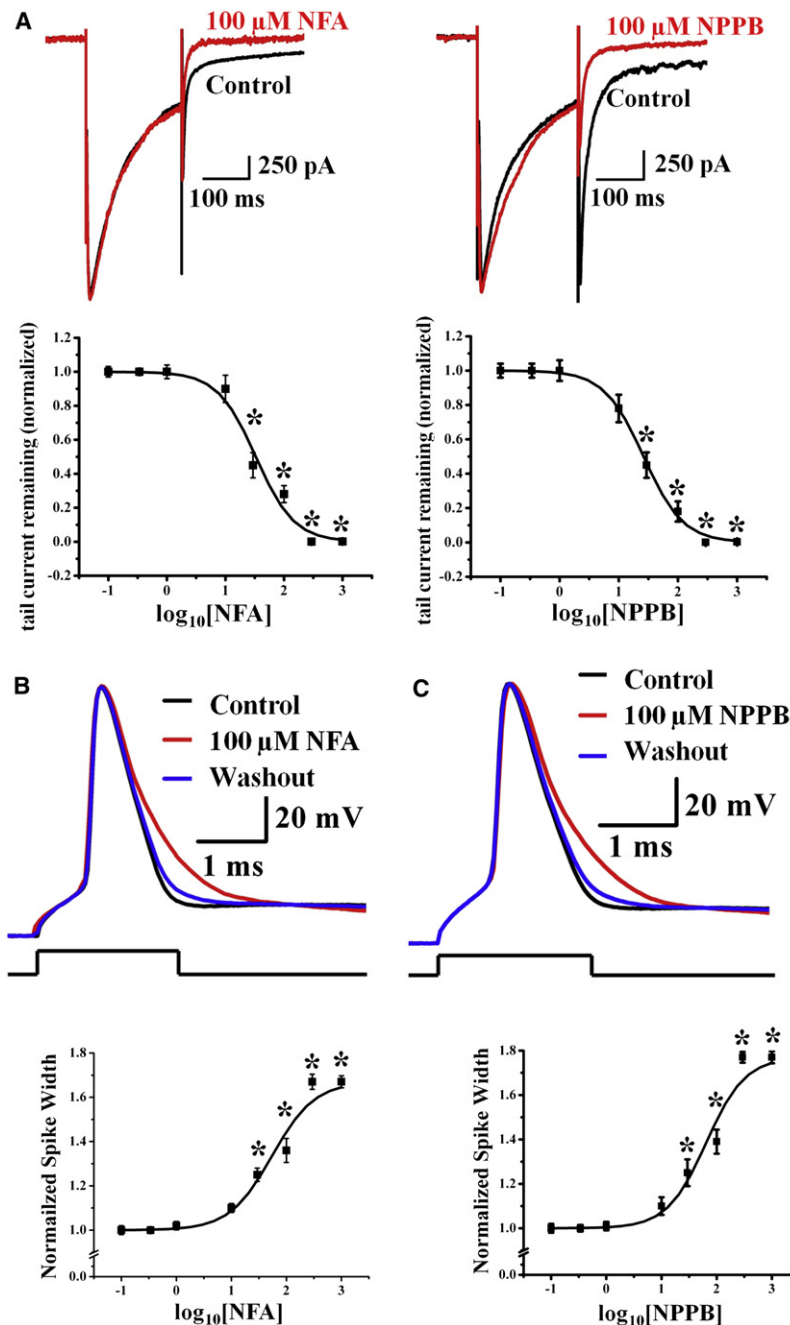 A
100 µM NFA
Control
250 pA
100 ms
100 µM NPPB
Control
250 pA
100 ms
tail current remaining (normalized)
1.2
1.0
0.8
0.6
0.4
0.2
0.0
-0.2
* * * *
-1 0 1 2 3
log10[NFA]
tail current remaining (normalized)
1.2
1.0
0.8
0.6
0.4
0.2
0.0
-0.2
* * * *
-1 0 1 2 3
log10[NPPB]
B
Control
100 µM NFA
Washout
20 mV
1 ms
C
Control
100 µM NPPB
Washout
20 mV
1 ms
Normailzed Spike Width
1.8
1.6
1.4
1.2
1.0
0.0
* * * *
-1 0 1 2 3
log10[NFA]
Normalized Spike Width
1.8
1.6
1.4
1.2
1.0
0.0
* * * *
-1 0 1 2 3
log10[NPPB]